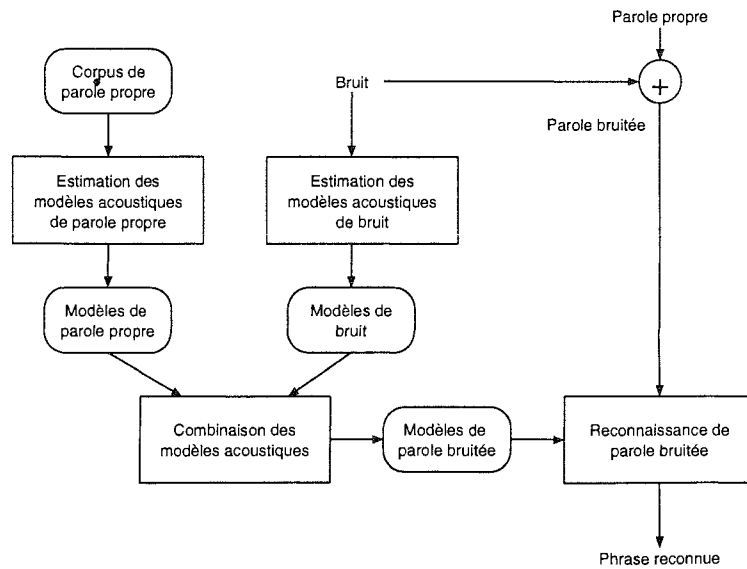 Parole propre
Corpus de
parole propre
Bruit
+
Parole bruitée
Estimation des
modèles acoustiques
de parole propre
Estimation des
modèles acoustiques
de bruit
Modèles de
parole propre
Modèles de
bruit
Combinaison des
modèles acoustiques
Modèles de
parole bruitée
Reconnaissance de
parole bruitée
Phrase reconnue